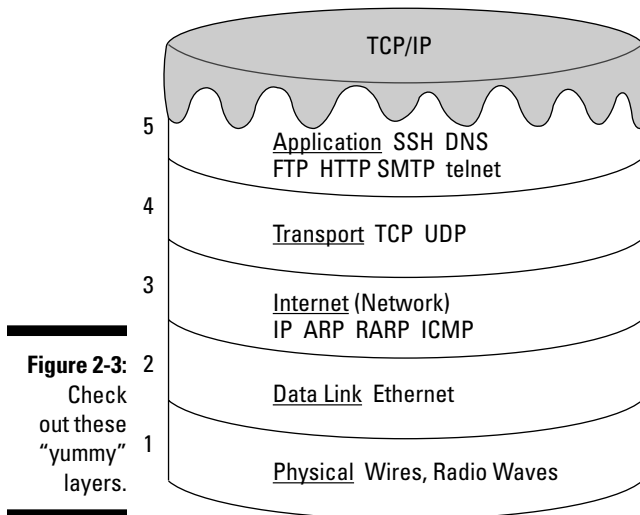 TCP/IP
5
Application SSH DNS
FTP HTTP SMTP telnet
4
Transport TCP UDP
3
Internet (Network)
IP ARP RARP ICMP
2
Data Link Ethernet
1
Physical Wires, Radio Waves
Figure 2-3:
Check
out these
“yummy”
layers.